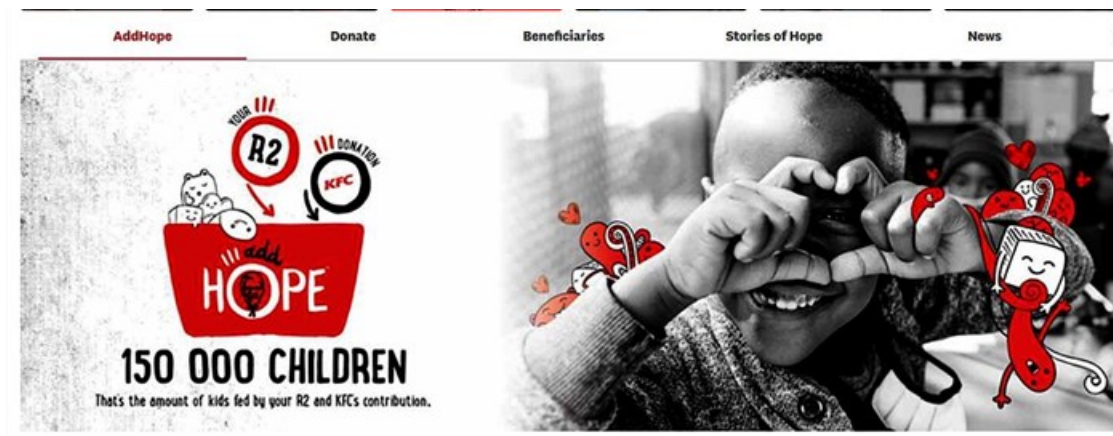 AddHope
Donate
Beneficiaries
Stories of Hope
News
YOUR
R2
DONATION
KFC
add
HOPE
150 000 CHILDREN
That's the amount of kids fed by your R2 and KFC's contribution.